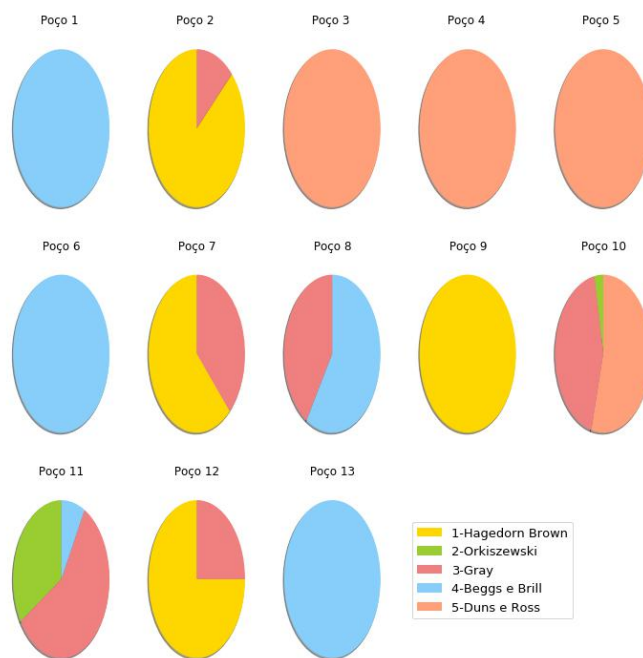 Poço 1
Poço 2
Poço 3
Poço 4
Poço 5
Poço 6
Poço 7
Poço 8
Poço 9
Poço 10
Poço 11
Poço 12
Poço 13
1-Hagedorn Brown
2-Orkiszewski
3-Gray
4-Beggs e Brill
5-Duns e Ross